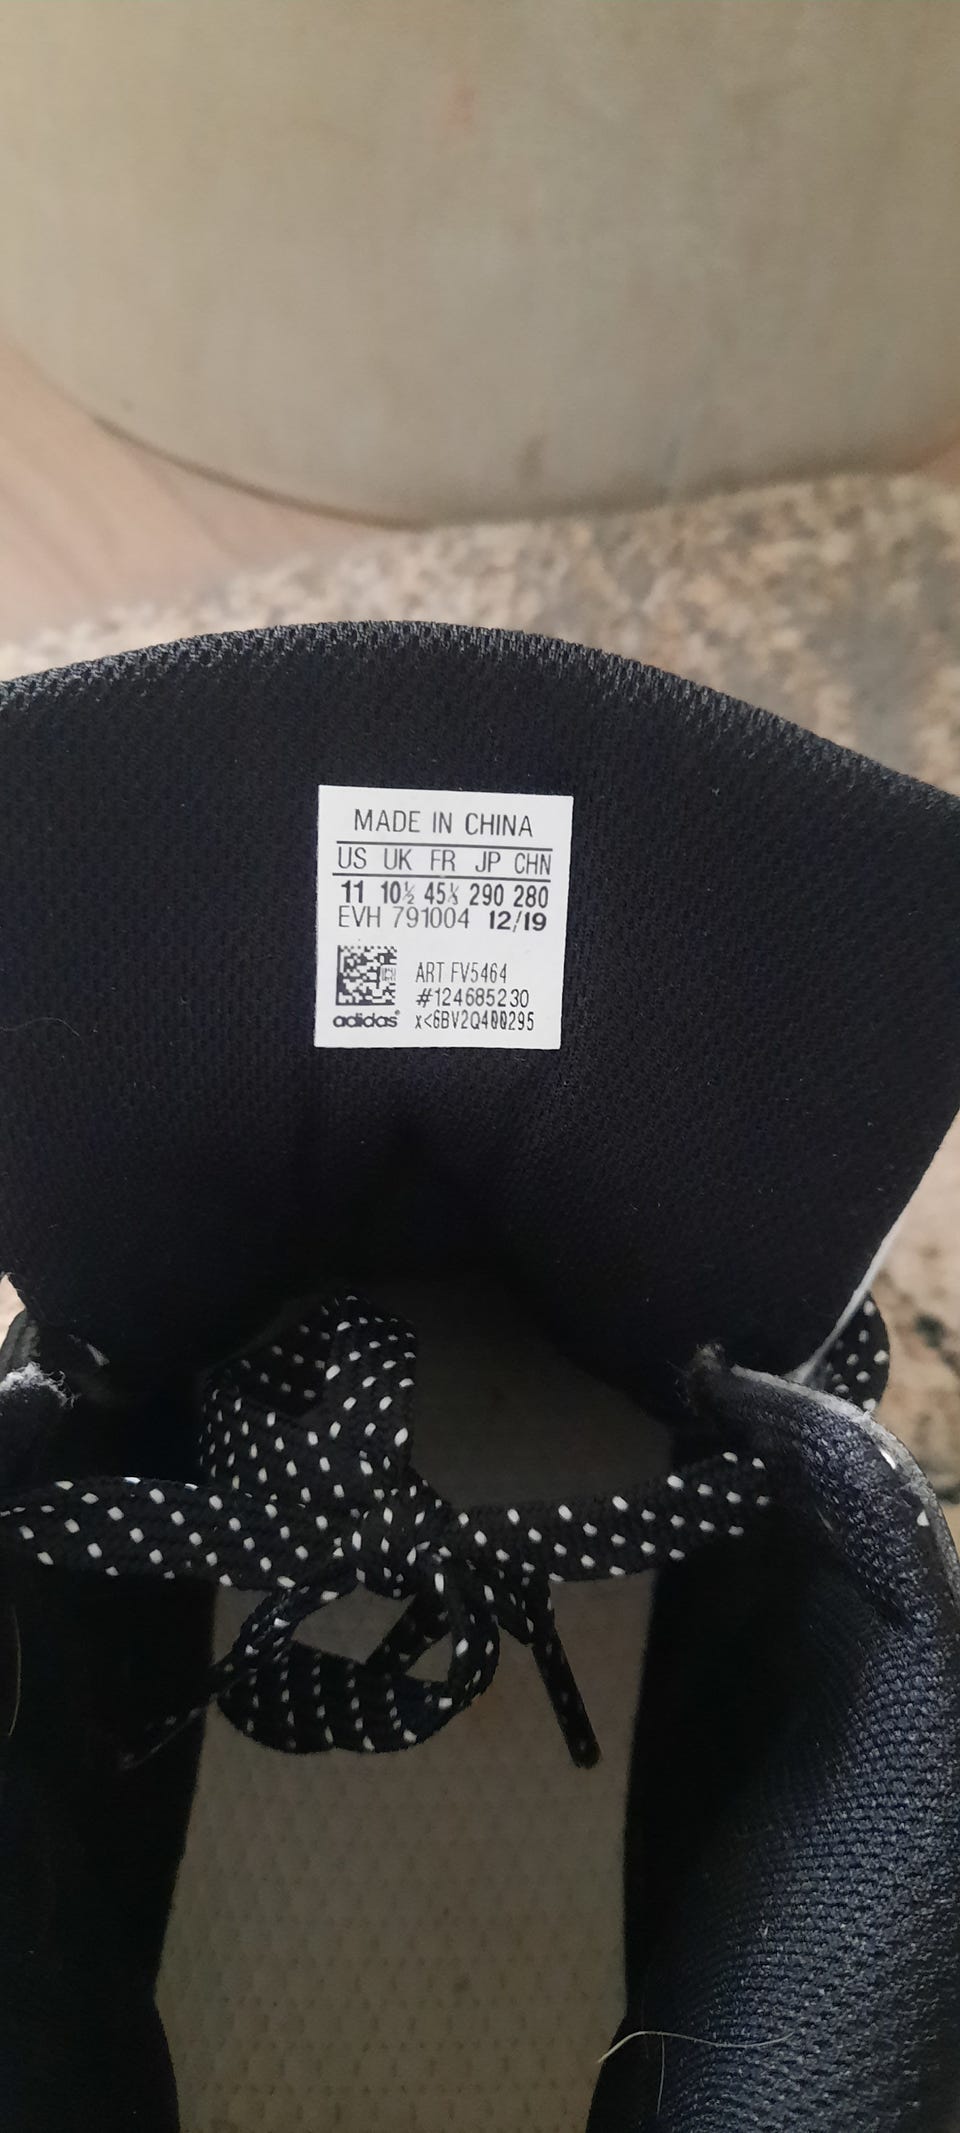 MADE IN CHINA
US UK FR JP CHN
11 10½ 45⅓ 290 280
EVH 791004 12/19
ART FV5464
#124685230
adidas® x<6BV2Q400295